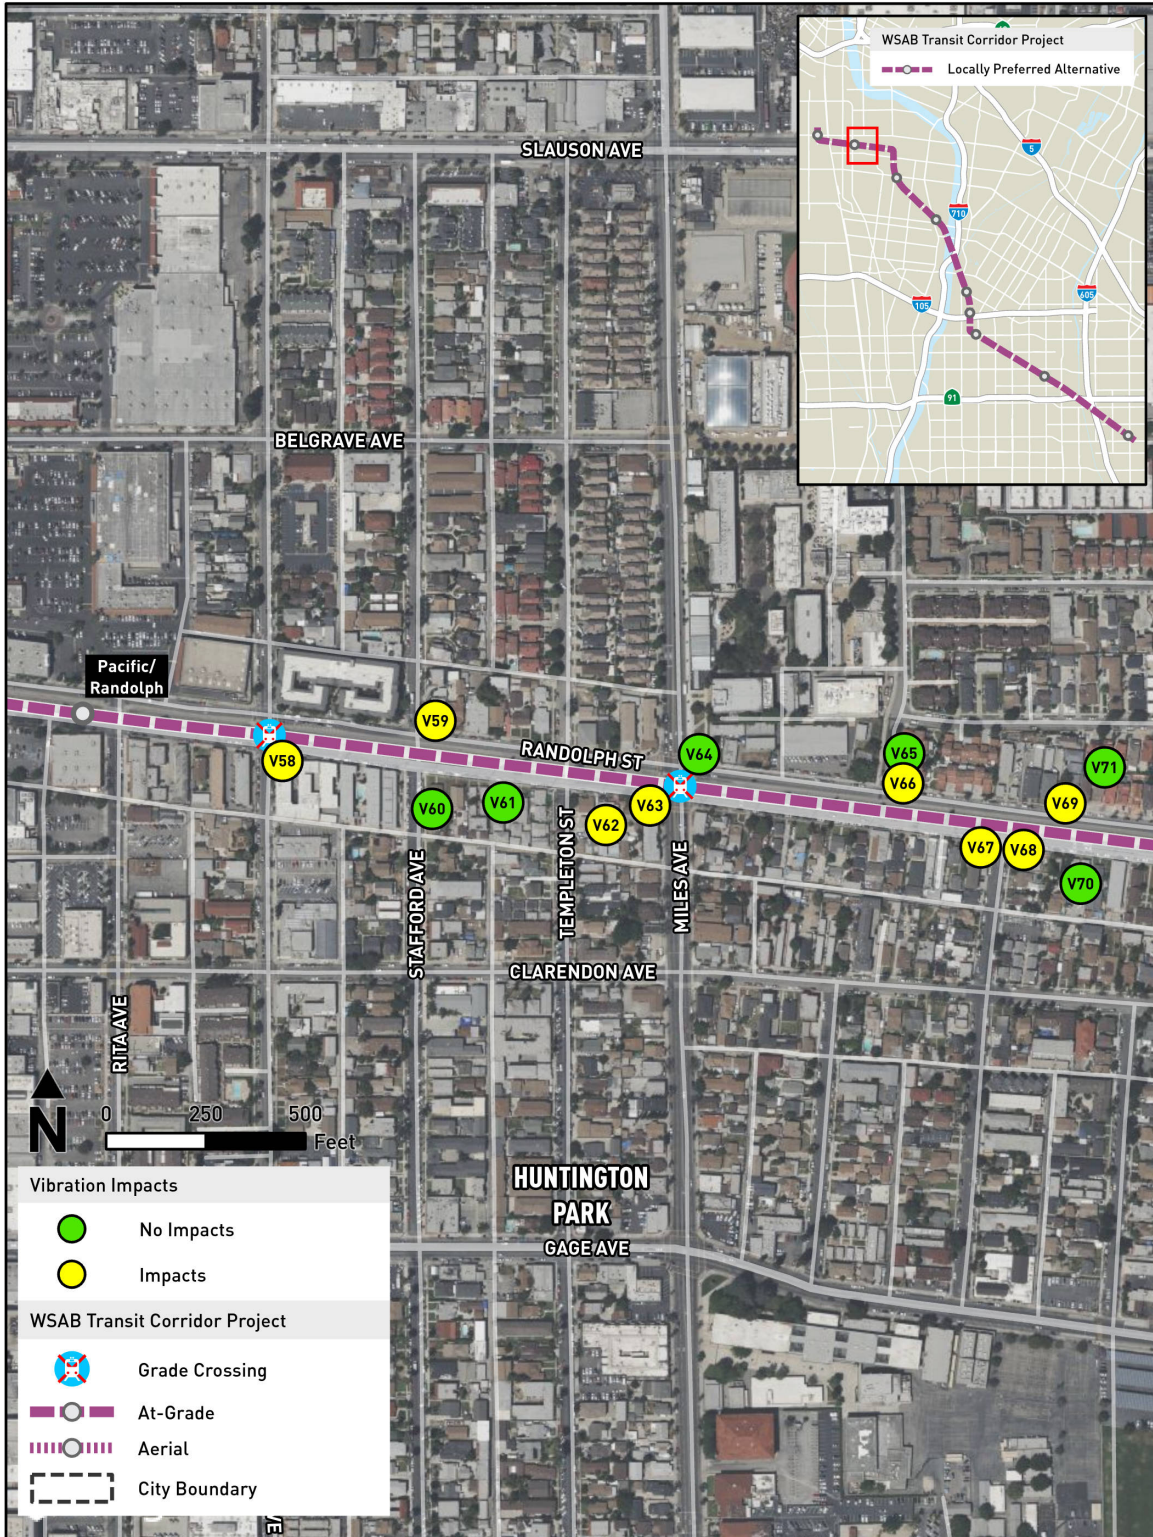 WSAB Transit Corridor Project
Locally Preferred Alternative
5
710
105
605
91
SLAUSON AVE
BELGRAVE AVE
Pacific/
Randolph
RANDOLPH ST
V58
V59
V60
V61
V62
V63
V64
V65
V66
V67
V68
V69
V70
V71
STAFFORD AVE
TEMPLETON ST
MILES AVE
CLARENDON AVE
RITA AVE
N
0 250 500
Feet
HUNTINGTON
PARK
GAGE AVE
Vibration Impacts
No Impacts
Impacts
WSAB Transit Corridor Project
Grade Crossing
At-Grade
Aerial
City Boundary